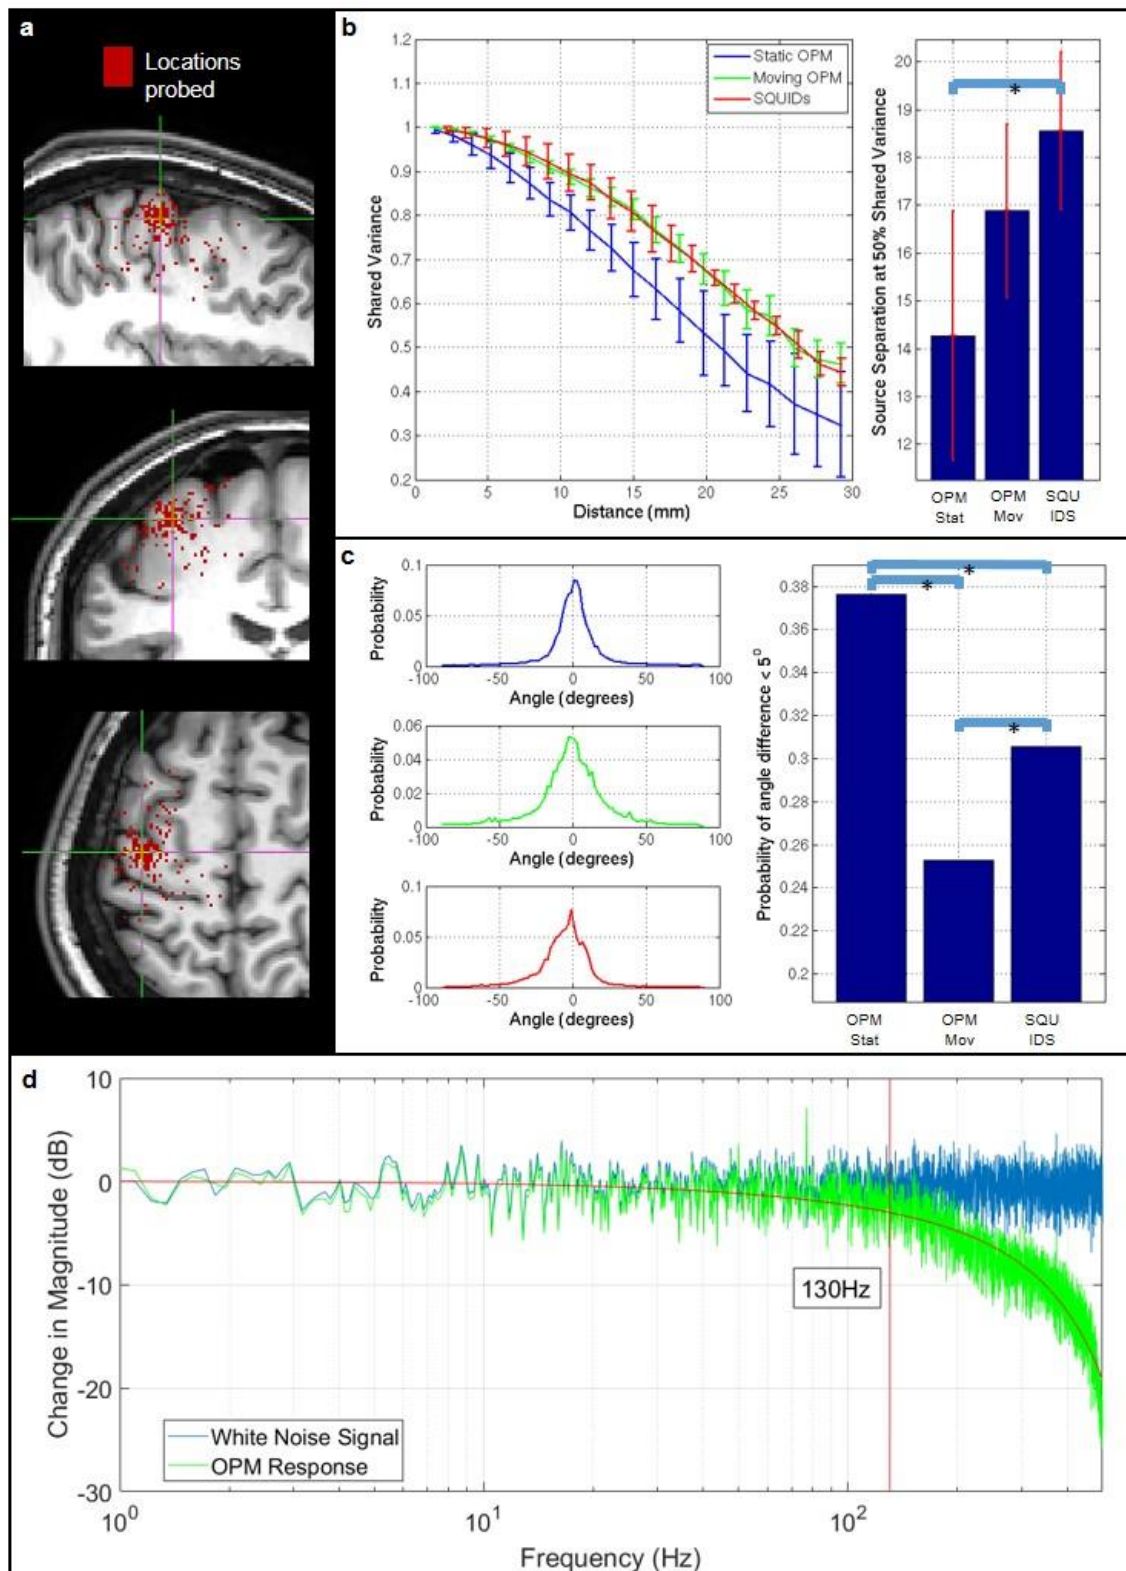 a
Locations
probed
b
1.2
1.1
1
0.9
0.8
0.7
0.6
0.5
0.4
0.3
0.2
Shared Variance
0
5
10
15
20
25
30
Distance (mm)
Static OPM
Moving OPM
SQUIDs
Source Separation at 50% Shared Variance
20
19
18
17
16
15
14
13
12
*
OPM
Stat
OPM
Mov
SQU
IDS
c
Probability
0.1
0.05
0
-100
-50
0
50
100
Angle (degrees)
Probability
0.06
0.04
0.02
0
-100
-50
0
50
100
Angle (degrees)
Probability
0.1
0.05
0
-100
-50
0
50
100
Angle (degrees)
Probability of angle difference < 5°
0.38
0.36
0.34
0.32
0.3
0.28
0.26
0.24
0.22
0.2
*
*
*
OPM
Stat
OPM
Mov
SQU
IDS
d
Change in Magnitude (dB)
10
0
-10
-20
-30
130Hz
White Noise Signal
OPM Response
10⁰
10¹
10²
Frequency (Hz)